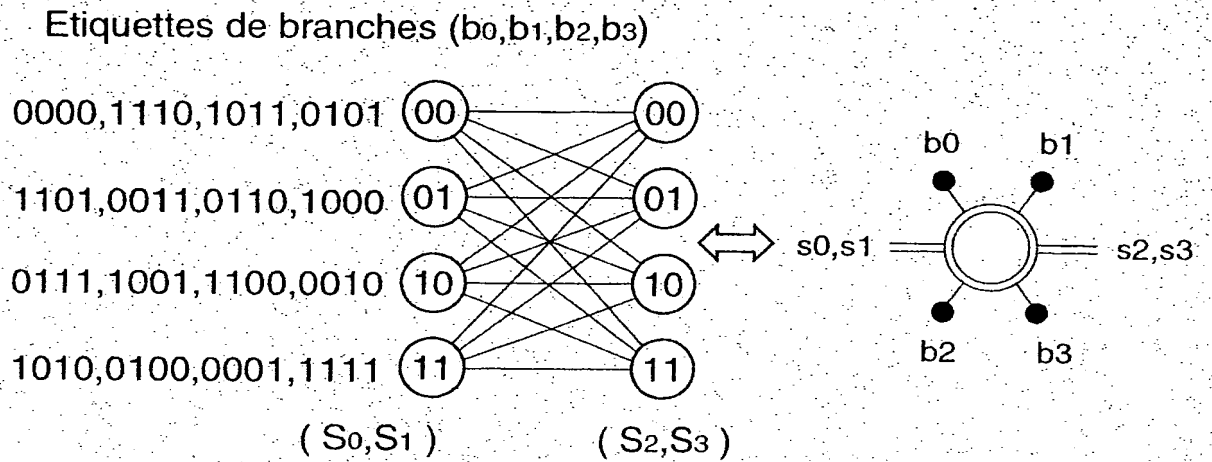 Etiquettes de branches (b0,b1,b2,b3)
0000,1110,1011,0101 00 00
1101,0011,0110,1000 01 01
0111,1001,1100,0010 10 10
1010,0100,0001,1111 11 11
( S0,S1 ) ( S2,S3 )
b0 b1
s0,s1 s2,s3
b2 b3